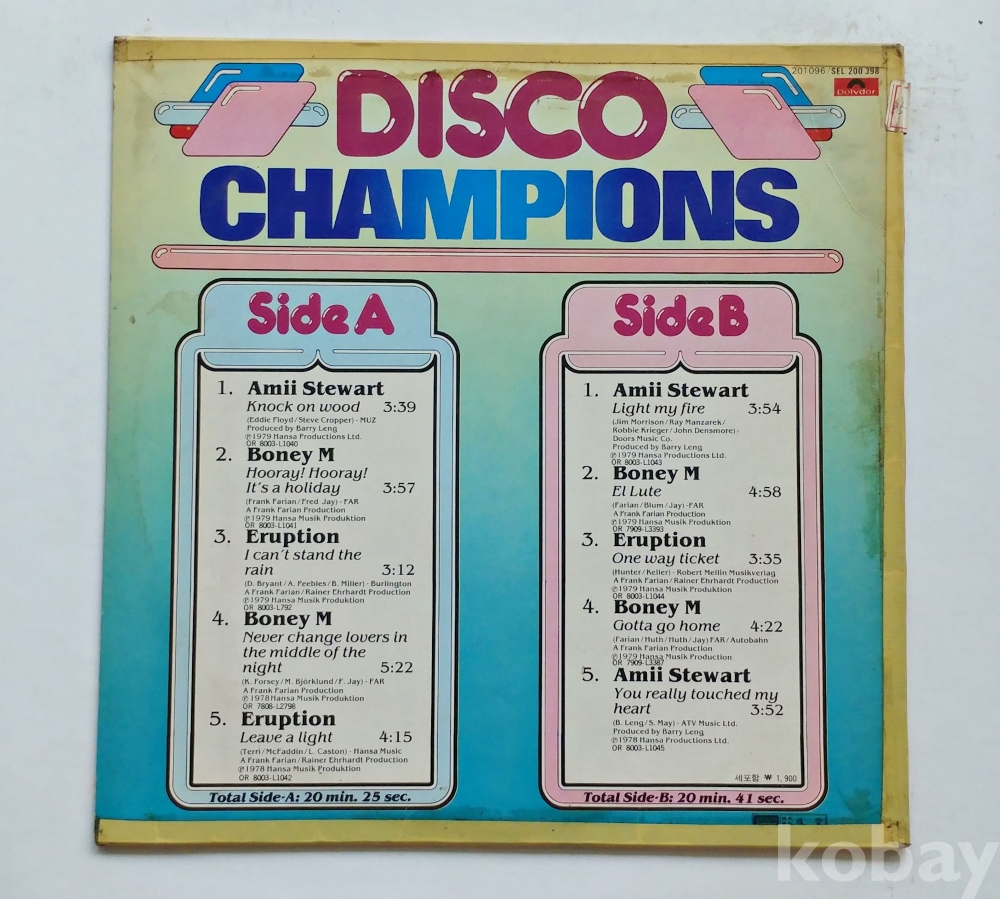 201096/SEL 200 398
Polydor
DISCO
CHAMPIONS
Side A
1. Amii Stewart
Knock on wood 3:39
(Eddie Floyd/Steve Cropper) - MUZ
Produced by Barry Leng
℗1979 Hansa Productions Ltd.
OR 8003-L1040
2. Boney M
Hooray! Hooray!
It's a holiday 3:57
(Frank Farian/Fred Jay) - FAR
A Frank Farian Production
℗1979 Hansa Musik Produktion
OR 8003-L1041
3. Eruption
I can't stand the
rain 3:12
(D. Bryant/A. Peebles/B. Miller) - Burlington
A Frank Farian/Rainer Ehrhardt Production
℗1979 Hansa Musik Produktion
OR 8003-L792
4. Boney M
Never change lovers in
the middle of the
night 5:22
(K. Forsey/M. Björklund/F. Jay) - FAR
A Frank Farian Production
℗1978 Hansa Musik Produktion
OR 7808-L2798
5. Eruption
Leave a light 4:15
(Terri/McFaddin/L. Caston) - Hansa Music
A Frank Farian/Rainer Ehrhardt Production
℗1978 Hansa Musik Produktion
OR 8003-L1042
Total Side-A: 20 min. 25 sec.
Side B
1. Amii Stewart
Light my fire 3:54
(Jim Morrison/Ray Manzarek/
Robbie Krieger/John Densmore) -
Doors Music Co.
Produced by Barry Leng
℗1979 Hansa Productions Ltd.
OR 8003-L1043
2. Boney M
El Lute 4:58
(Farian/Blum/Jay) - FAR
A Frank Farian Production
℗1979 Hansa Musik Produktion
OR 7909-L3393
3. Eruption
One way ticket 3:35
(Hunter/Keller) - Robert Mellin Musikverlag
A Frank Farian/Rainer Ehrhardt Production
℗1979 Hansa Musik Produktion
OR 8003-L1044
4. Boney M
Gotta go home 4:22
(Farian/Huth/Huth/Jay) FAR/Autobahn
A Frank Farian Production
℗1979 Hansa Musik Produktion
OR 7909-L3387
5. Amii Stewart
You really touched my
heart 3:52
(B. Leng/S. May) - ATV Music Ltd.
Produced by Barry Leng
℗1978 Hansa Productions Ltd.
OR 8003-L1045
세포함 ₩ 1,900
Total Side-B: 20 min. 41 sec.
kobay